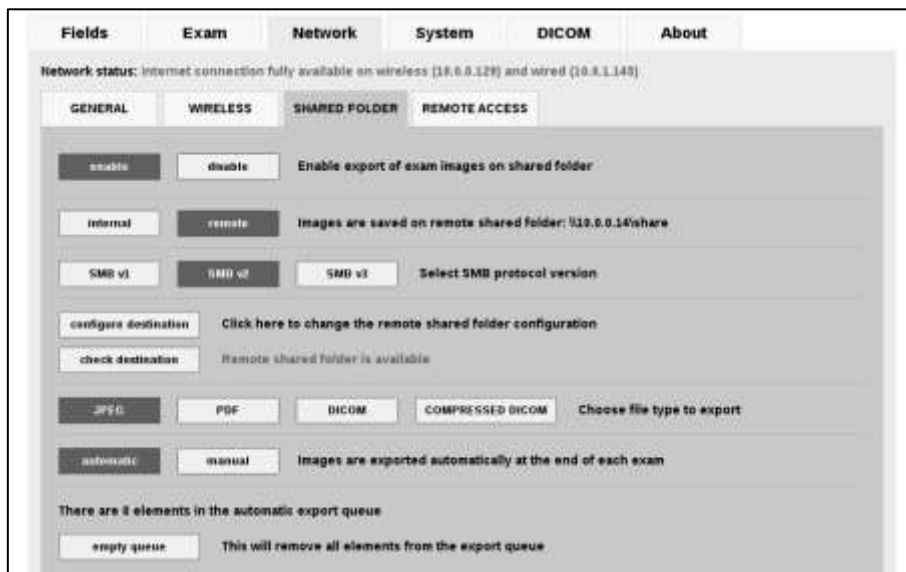 Fields Exam Network System DICOM About
Network status: Internet connection fully available on wireless (10.0.0.129) and wired
GENERAL WIRELESS SHARED FOLDER REMOTE ACCESS
enable disable Enable export of exam images on shared folder
internal remote Images are saved on remote shared folder: \\10.0.0.14\share
SMB v1 SMB v2 SMB v3 Select SMB protocol version
configure destination Click here to change the remote shared folder configuration
check destination Remote shared folder is available
JPEG PDF DICOM COMPRESSED DICOM Choose file type to export
automatic manual Images are exported automatically at the end of each exam
There are elements in the automatic export queue
empty queue This will remove all elements from the export queue